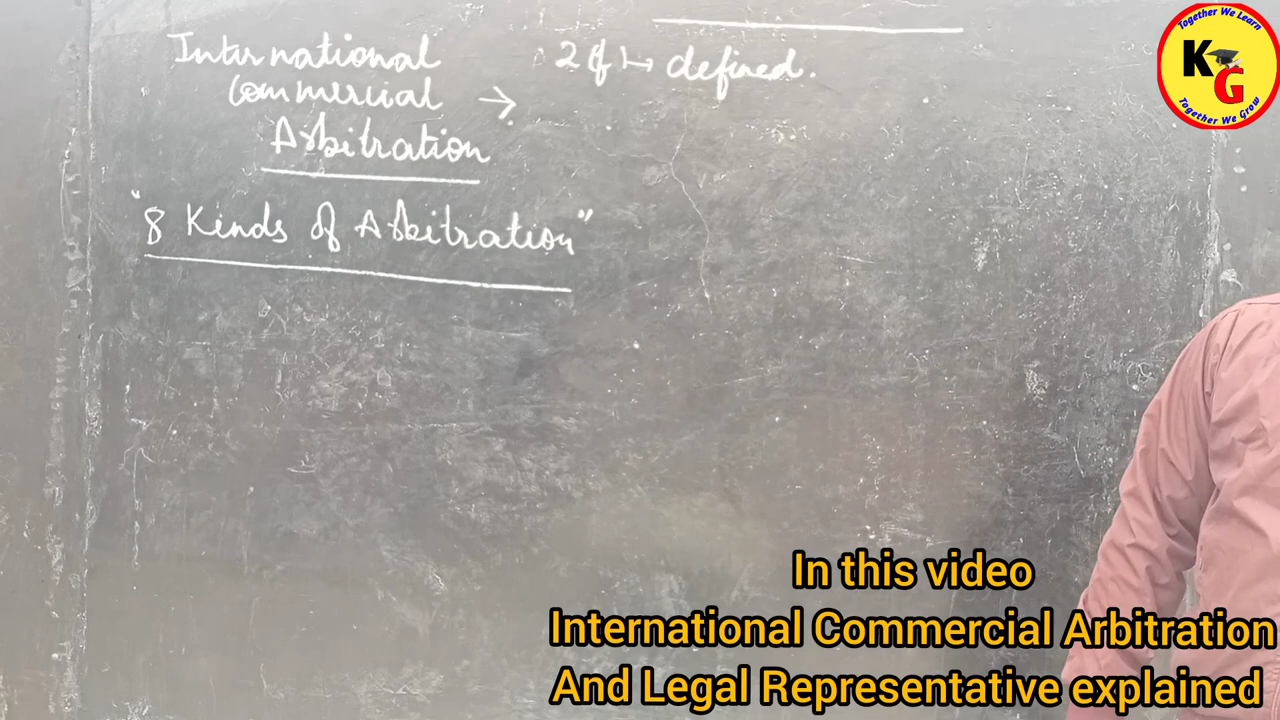 International
Commercial →
Arbitration
2f ↦ defined.
"8 Kinds of Arbitration"
Together We Learn
KG
Together We Grow
In this video
International Commercial Arbitration
And Legal Representative explained